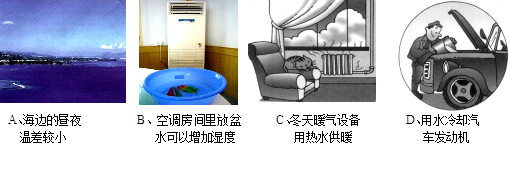 A、海边的昼夜
温差较小
B、空调房间里放盆
水可以增加湿度
C、冬天暖气设备
用热水供暖
D、用水冷却汽
车发动机